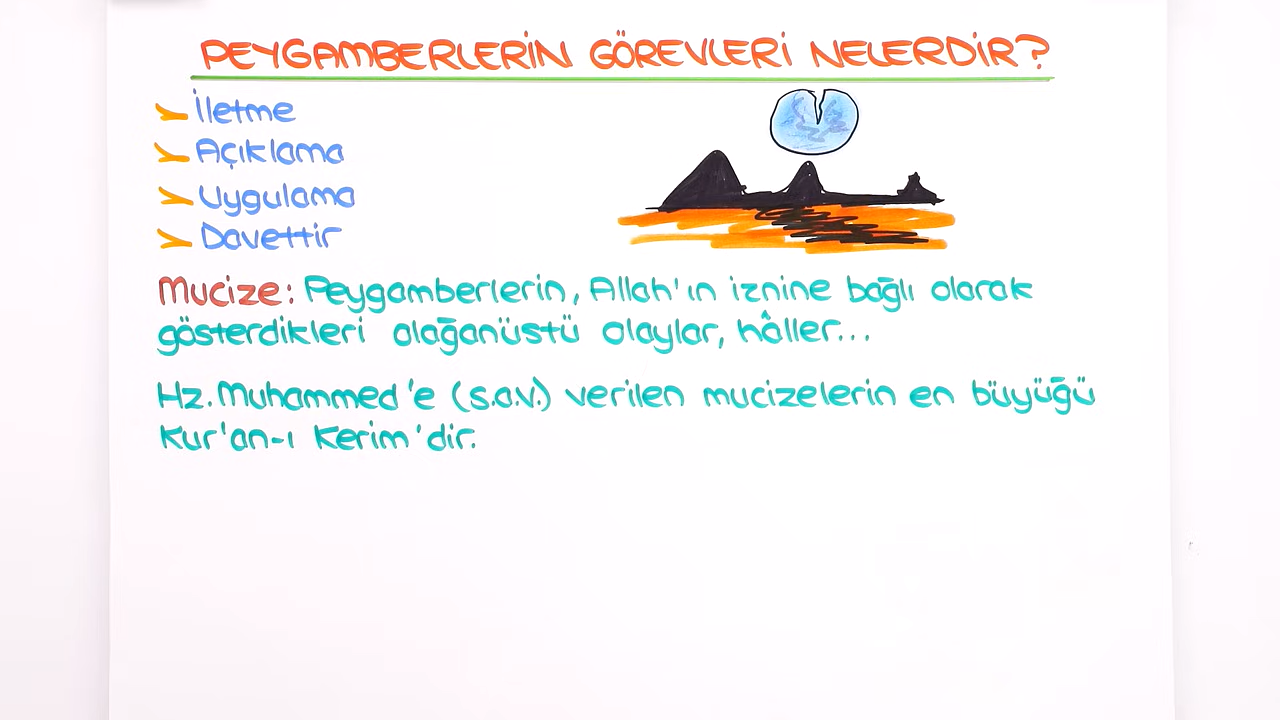 PEYGAMBERLERİN GÖREVLERİ NELERDİR?
İletme
Açıklama
Uygulama
Davettir
Mucize: Peygamberlerin, Allah'ın iznine bağlı olarak
gösterdikleri olağanüstü olaylar, hâller...
Hz. Muhammed'e (s.a.v.) verilen mucizelerin en büyüğü
Kur'an-ı Kerim'dir.